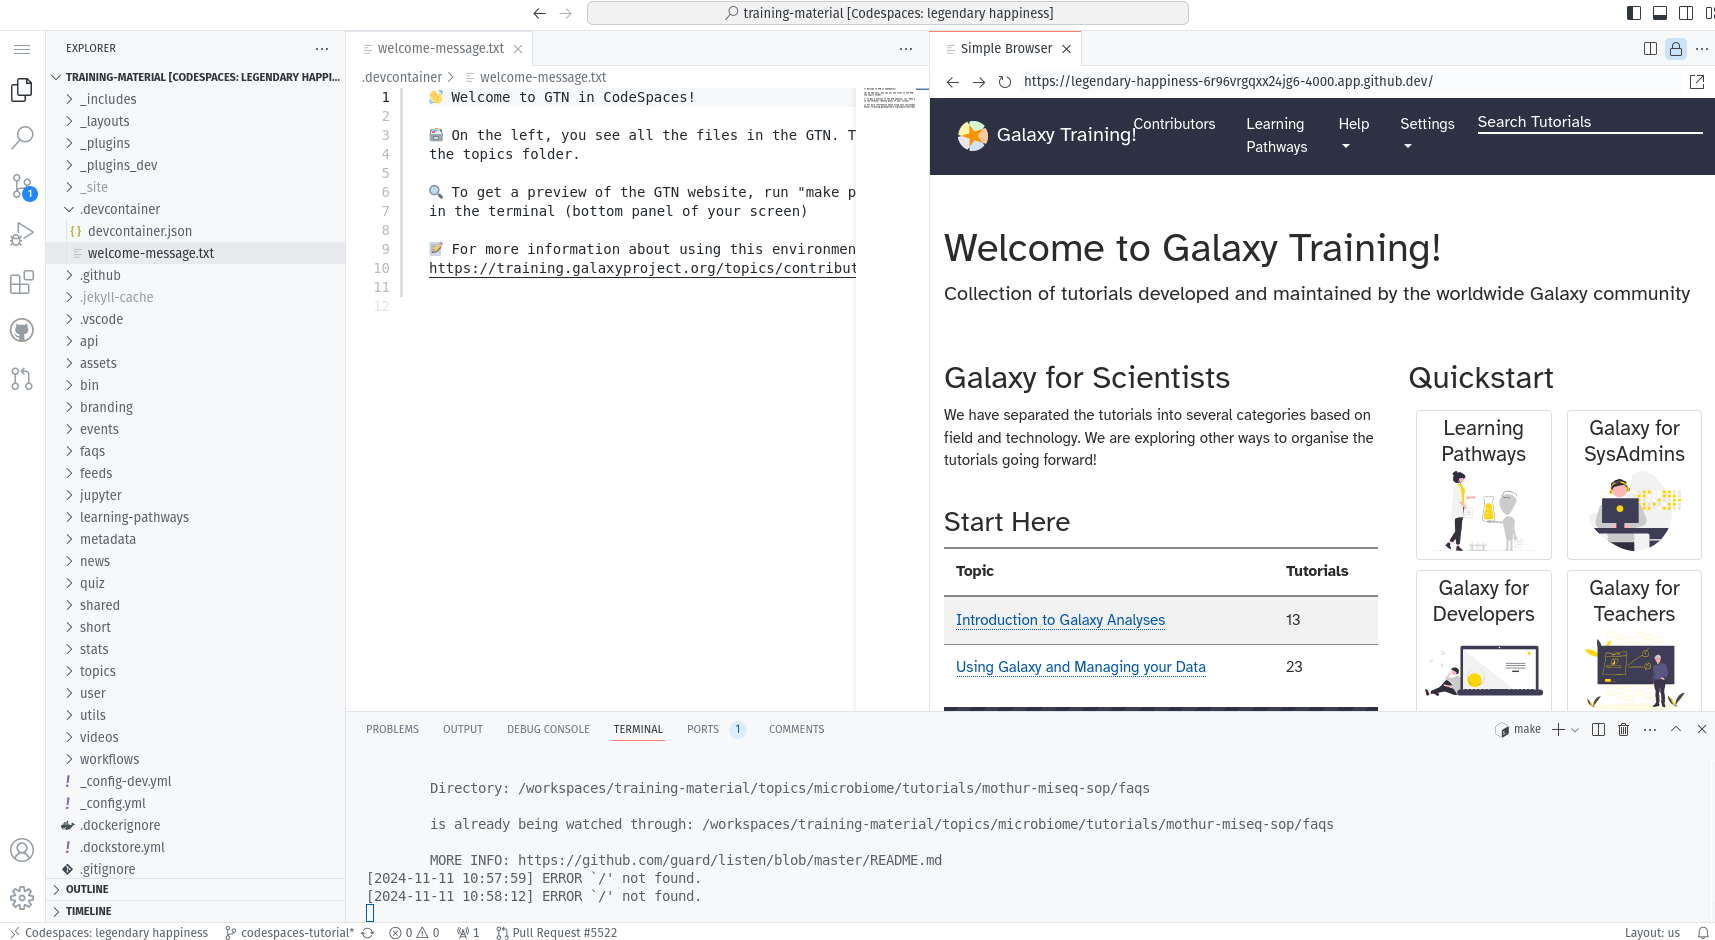 training-material [Codespaces: legendary happiness]
EXPLORER
TRAINING-MATERIAL [CODESPACES: LEGENDARY HAPPI...
_includes
_layouts
_plugins
_plugins_dev
_site
.devcontainer
devcontainer.json
welcome-message.txt
.github
.jekyll-cache
.vscode
api
assets
bin
branding
events
faqs
feeds
jupyter
learning-pathways
metadata
news
quiz
shared
short
stats
topics
user
utils
videos
workflows
_config-dev.yml
_config.yml
.dockerignore
.dockstore.yml
.gitignore
OUTLINE
TIMELINE
1
welcome-message.txt
.devcontainer > welcome-message.txt
1 👋 Welcome to GTN in CodeSpaces!
2
3 On the left, you see all the files in the GTN. T
4 the topics folder.
5
6 🔍 To get a preview of the GTN website, run "make p
7 in the terminal (bottom panel of your screen)
8
9 📝 For more information about using this environmen
10 https://training.galaxyproject.org/topics/contribut
11
12
Simple Browser
https://legendary-happiness-6r96vrgqxx24jg6-4000.app.github.dev/
Galaxy Training!
Contributors
Learning Pathways
Help
Settings
Search Tutorials
Welcome to Galaxy Training!
Collection of tutorials developed and maintained by the worldwide Galaxy community
Galaxy for Scientists
We have separated the tutorials into several categories based on
field and technology. We are exploring other ways to organise the
tutorials going forward!
Start Here
Topic Tutorials
Introduction to Galaxy Analyses 13
Using Galaxy and Managing your Data 23
Quickstart
Learning
Pathways
Galaxy for
SysAdmins
Galaxy for
Developers
Galaxy for
Teachers
PROBLEMS OUTPUT DEBUG CONSOLE TERMINAL PORTS 1 COMMENTS
make
Directory: /workspaces/training-material/topics/microbiome/tutorials/mothur-miseq-sop/faqs
is already being watched through: /workspaces/training-material/topics/microbiome/tutorials/mothur-miseq-sop/faqs
MORE INFO: https://github.com/guard/listen/blob/master/README.md
[2024-11-11 10:57:59] ERROR `/' not found.
[2024-11-11 10:58:12] ERROR `/' not found.
Codespaces: legendary happiness codespaces-tutorial* 0 0 1 Pull Request #5522 Layout: us